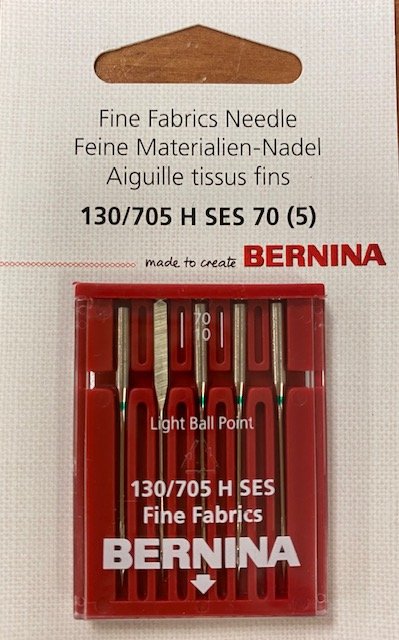 Fine Fabrics Needle
Feine Materialien-Nadel
Aiguille tissus fins
130/705 H SES 70 (5)
made to create BERNINA
70
10
Light Ball Point
130/705 H SES
Fine Fabrics
BERNINA